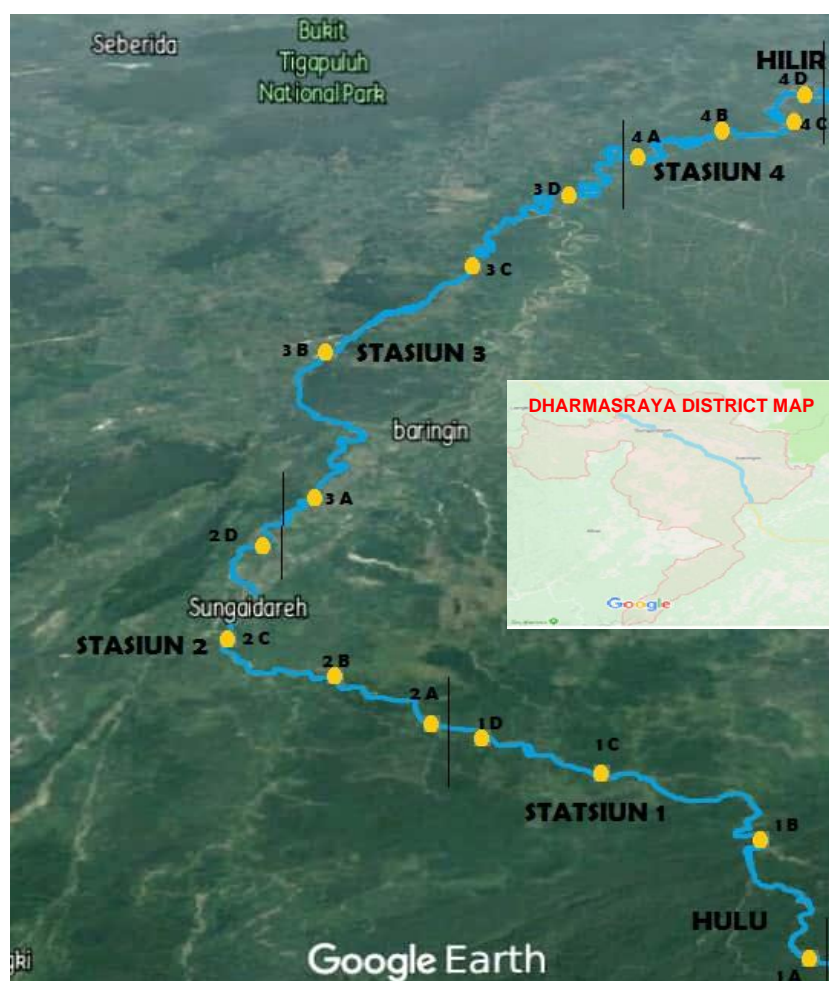 Seberida
Bukit
Tigapuluh
National Park
HILIR
4 D
4 C
4 B
4 A
STASIUN 4
3 D
3 C
3 B
STASIUN 3
baringin
DHARMASRAYA DISTRICT MAP
Google
3 A
2 D
Sungaidareh
STASIUN 2
2 C
2 B
2 A
1 D
1 C
STATSIUN 1
1 B
HULU
1 A
Google Earth